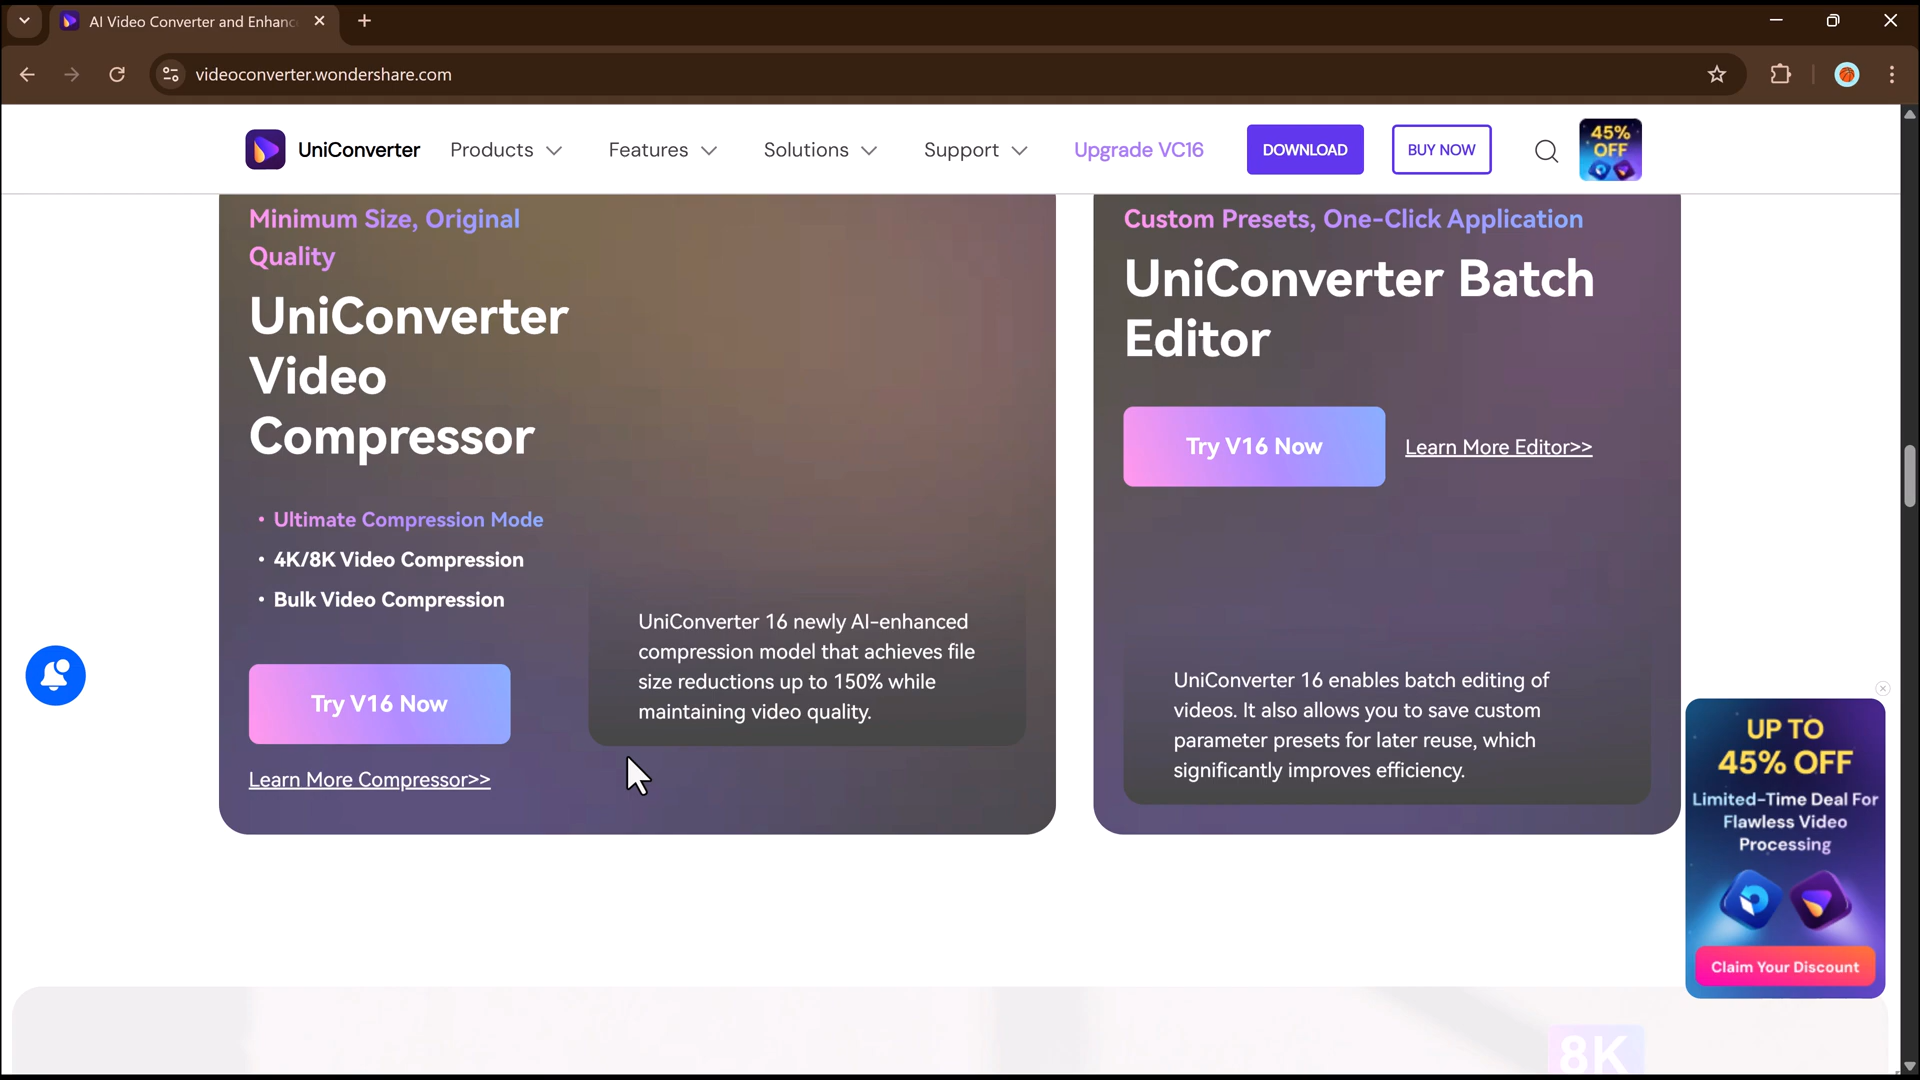 AI Video Converter and Enhanc
videoconverter.wondershare.com
UniConverter
Products
Features
Solutions
Support
Upgrade VC16
DOWNLOAD
BUY NOW
45%
OFF
Minimum Size, Original
Quality
UniConverter
Video
Compressor
• Ultimate Compression Mode
• 4K/8K Video Compression
• Bulk Video Compression
Try V16 Now
Learn More Compressor>>
UniConverter 16 newly AI-enhanced
compression model that achieves file
size reductions up to 150% while
maintaining video quality.
Custom Presets, One-Click Application
UniConverter Batch
Editor
Try V16 Now
Learn More Editor>>
UniConverter 16 enables batch editing of
videos. It also allows you to save custom
parameter presets for later reuse, which
significantly improves efficiency.
UP TO
45% OFF
Limited-Time Deal For
Flawless Video
Processing
Claim Your Discount
8K